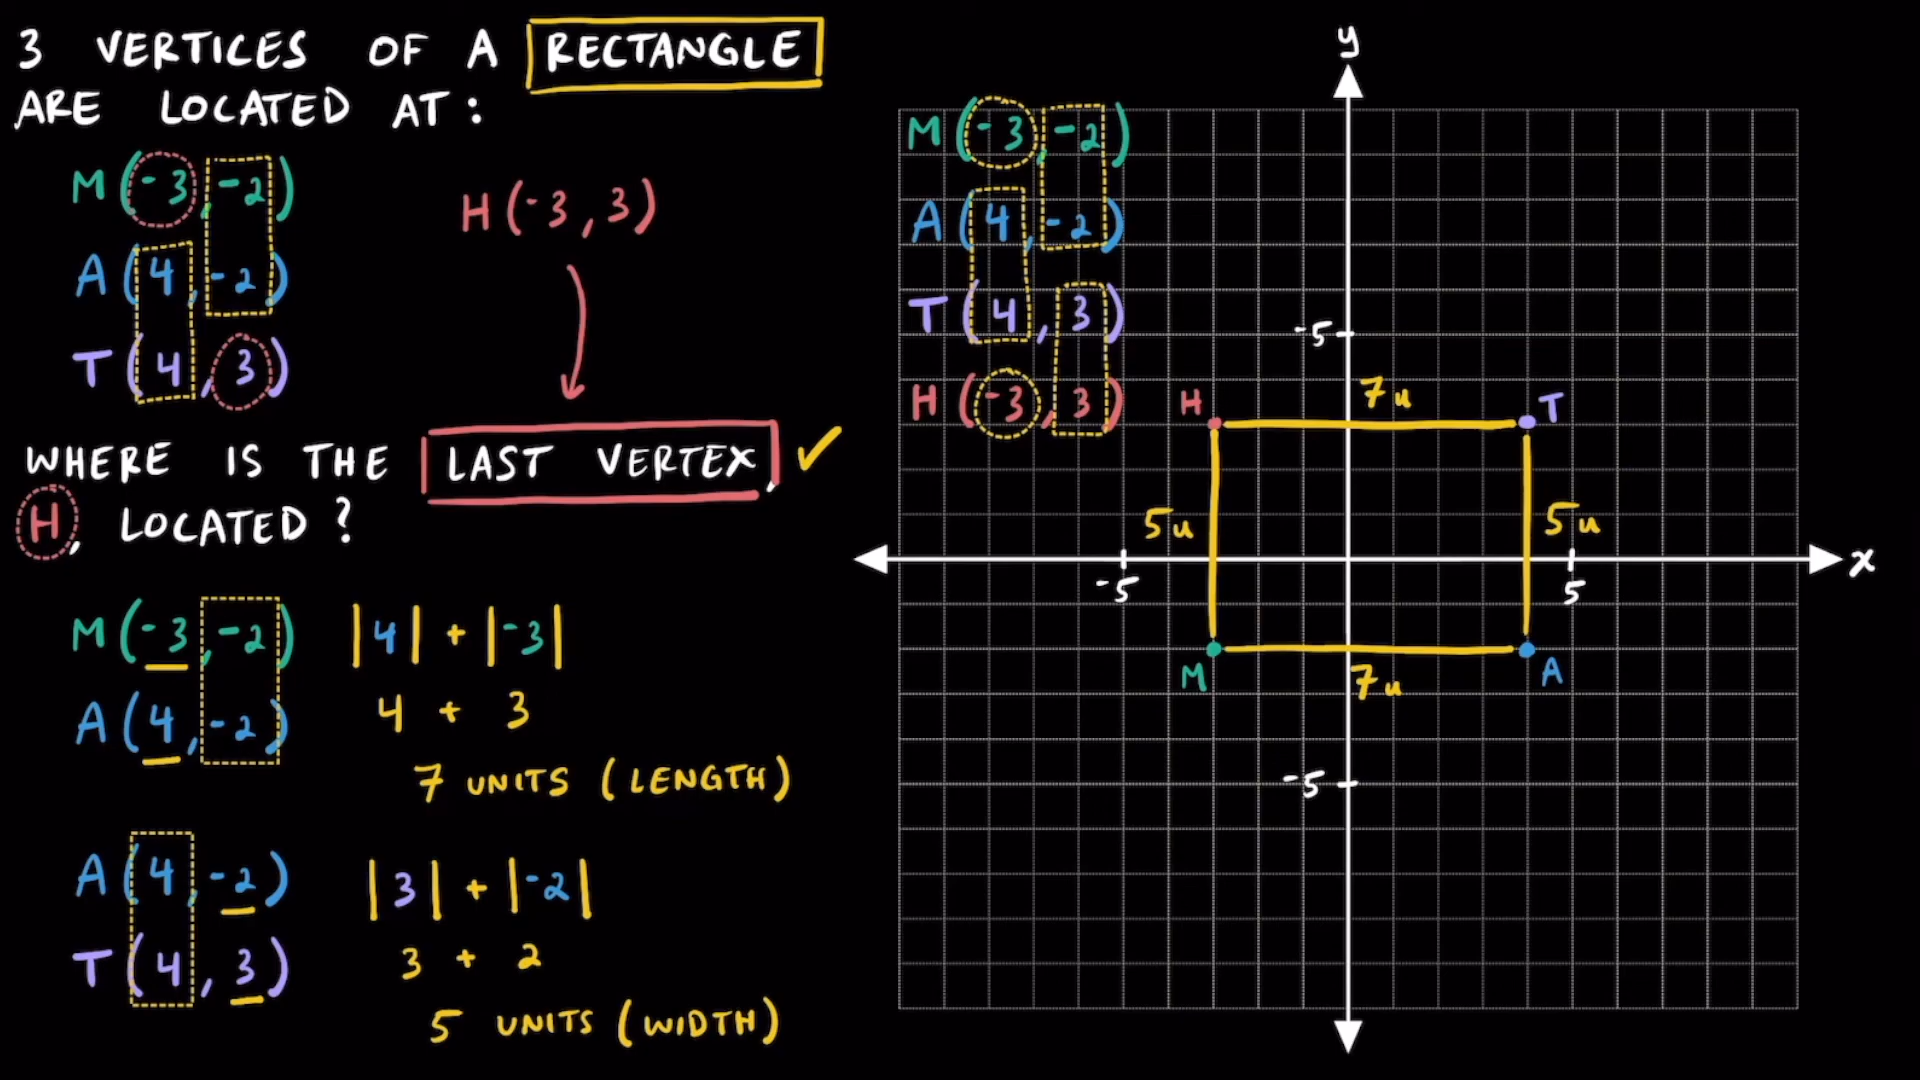 3 VERTICES OF A RECTANGLE
ARE LOCATED AT:
M(-3,-2)
A(4,-2)
T(4,3)
H(-3,3)
WHERE IS THE LAST VERTEX, ✓
H, LOCATED?
M(-3,-2)
A(4,-2)
|4| + |-3|
4 + 3
7 UNITS (LENGTH)
A(4,-2)
T(4,3)
|3| + |-2|
3 + 2
5 UNITS (WIDTH)
M(-3,-2)
A(4,-2)
T(4,3)
H(-3,3)
y
-5
H
7u
T
5u
5u
x
-5
5
M
7u
A
-5